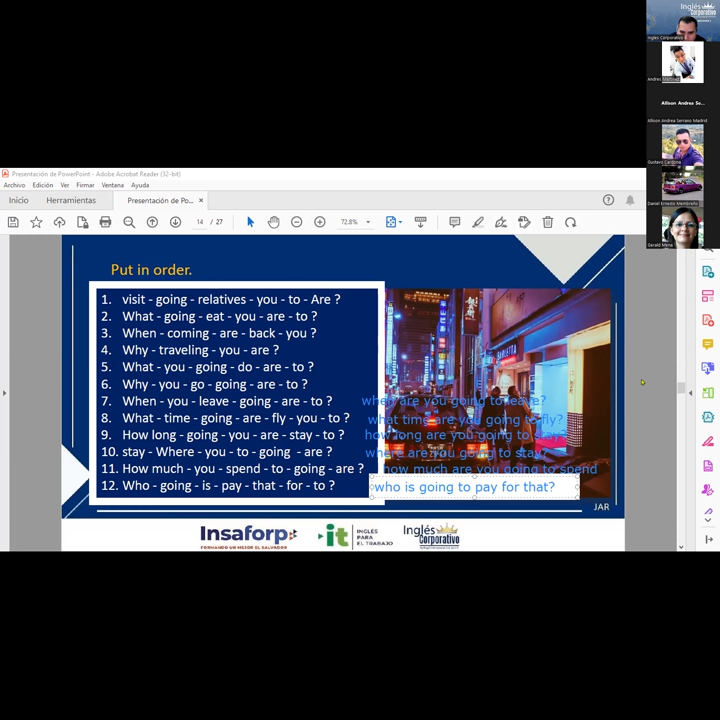 Inglés
Corporativo
Ingles Corporativo
Andres Martinez
Allison Andrea Se...
Allison Andrea Serrano Madrid
Gustavo Cardona
Daniel Ernesto Membreño
Gerald Mena
Presentación de PowerPoint - Adobe Acrobat Reader (32-bit)
Archivo Edición Ver Firmar Ventana Ayuda
Inicio Herramientas Presentación de Po... ×
14 / 27 72.8%
Put in order.
1. visit - going - relatives - you - to - Are ?
2. What - going - eat - you - are - to ?
3. When - coming - are - back - you ?
4. Why - traveling - you - are ?
5. What - you - going - do - are - to ?
6. Why - you - go - going - are - to ?
7. When - you - leave - going - are - to ?
when are you going to leave?
8. What - time - going - are - fly - you - to ?
what time are you going to fly?
9. How long - going - you - are - stay - to ?
how long are you going to stay?
10. stay - Where - you - to - going - are ?
where are you going to stay?
11. How much - you - spend - to - going - are ?
how much are you going to spend
12. Who - going - is - pay - that - for - to ?
who is going to pay for that?
JAR
Insaforp
FORMANDO UN MEJOR EL SALVADOR
it INGLÉS
PARA
EL TRABAJO
Inglés
Corporativo